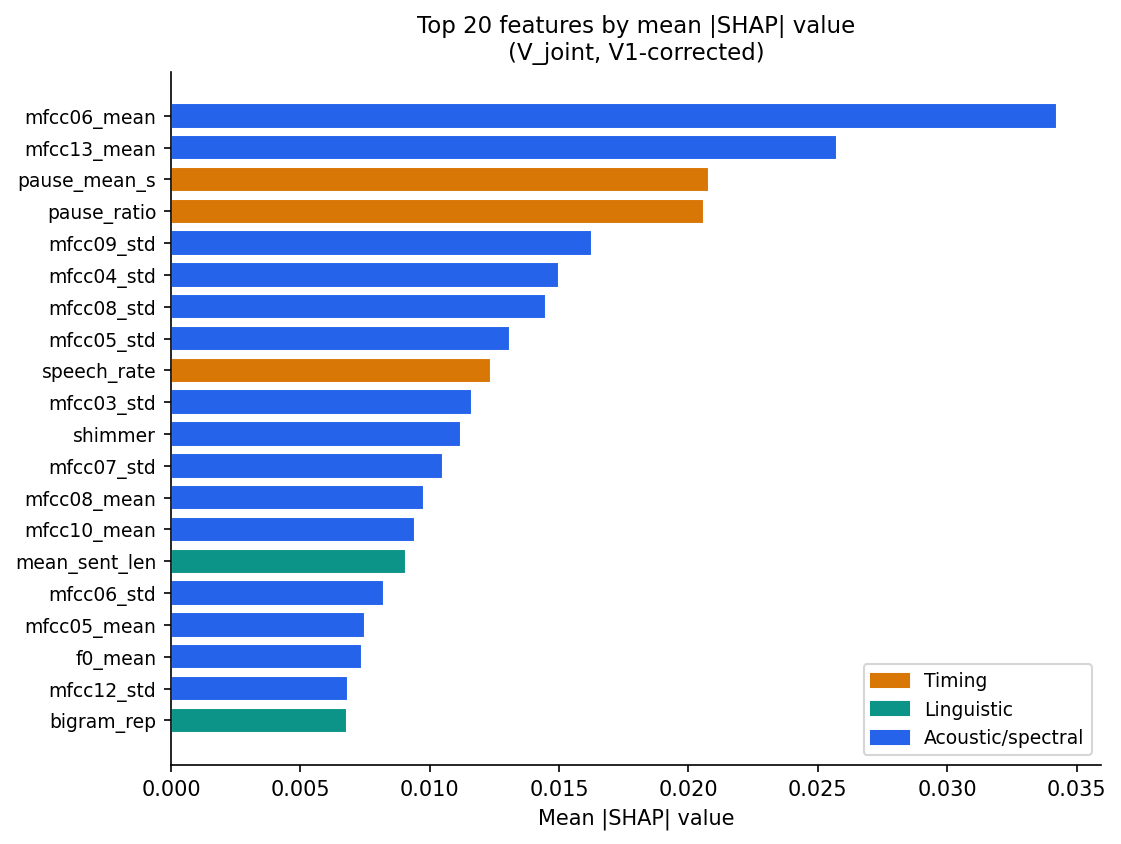 Top 20 features by mean |SHAP| value
(V_joint, V1-corrected)
mfcc06_mean
mfcc13_mean
pause_mean_s
pause_ratio
mfcc09_std
mfcc04_std
mfcc08_std
mfcc05_std
speech_rate
mfcc03_std
shimmer
mfcc07_std
mfcc08_mean
mfcc10_mean
mean_sent_len
mfcc06_std
mfcc05_mean
f0_mean
mfcc12_std
bigram_rep
Timing
Linguistic
Acoustic/spectral
0.000 0.005 0.010 0.015 0.020 0.025 0.030 0.035
Mean |SHAP| value